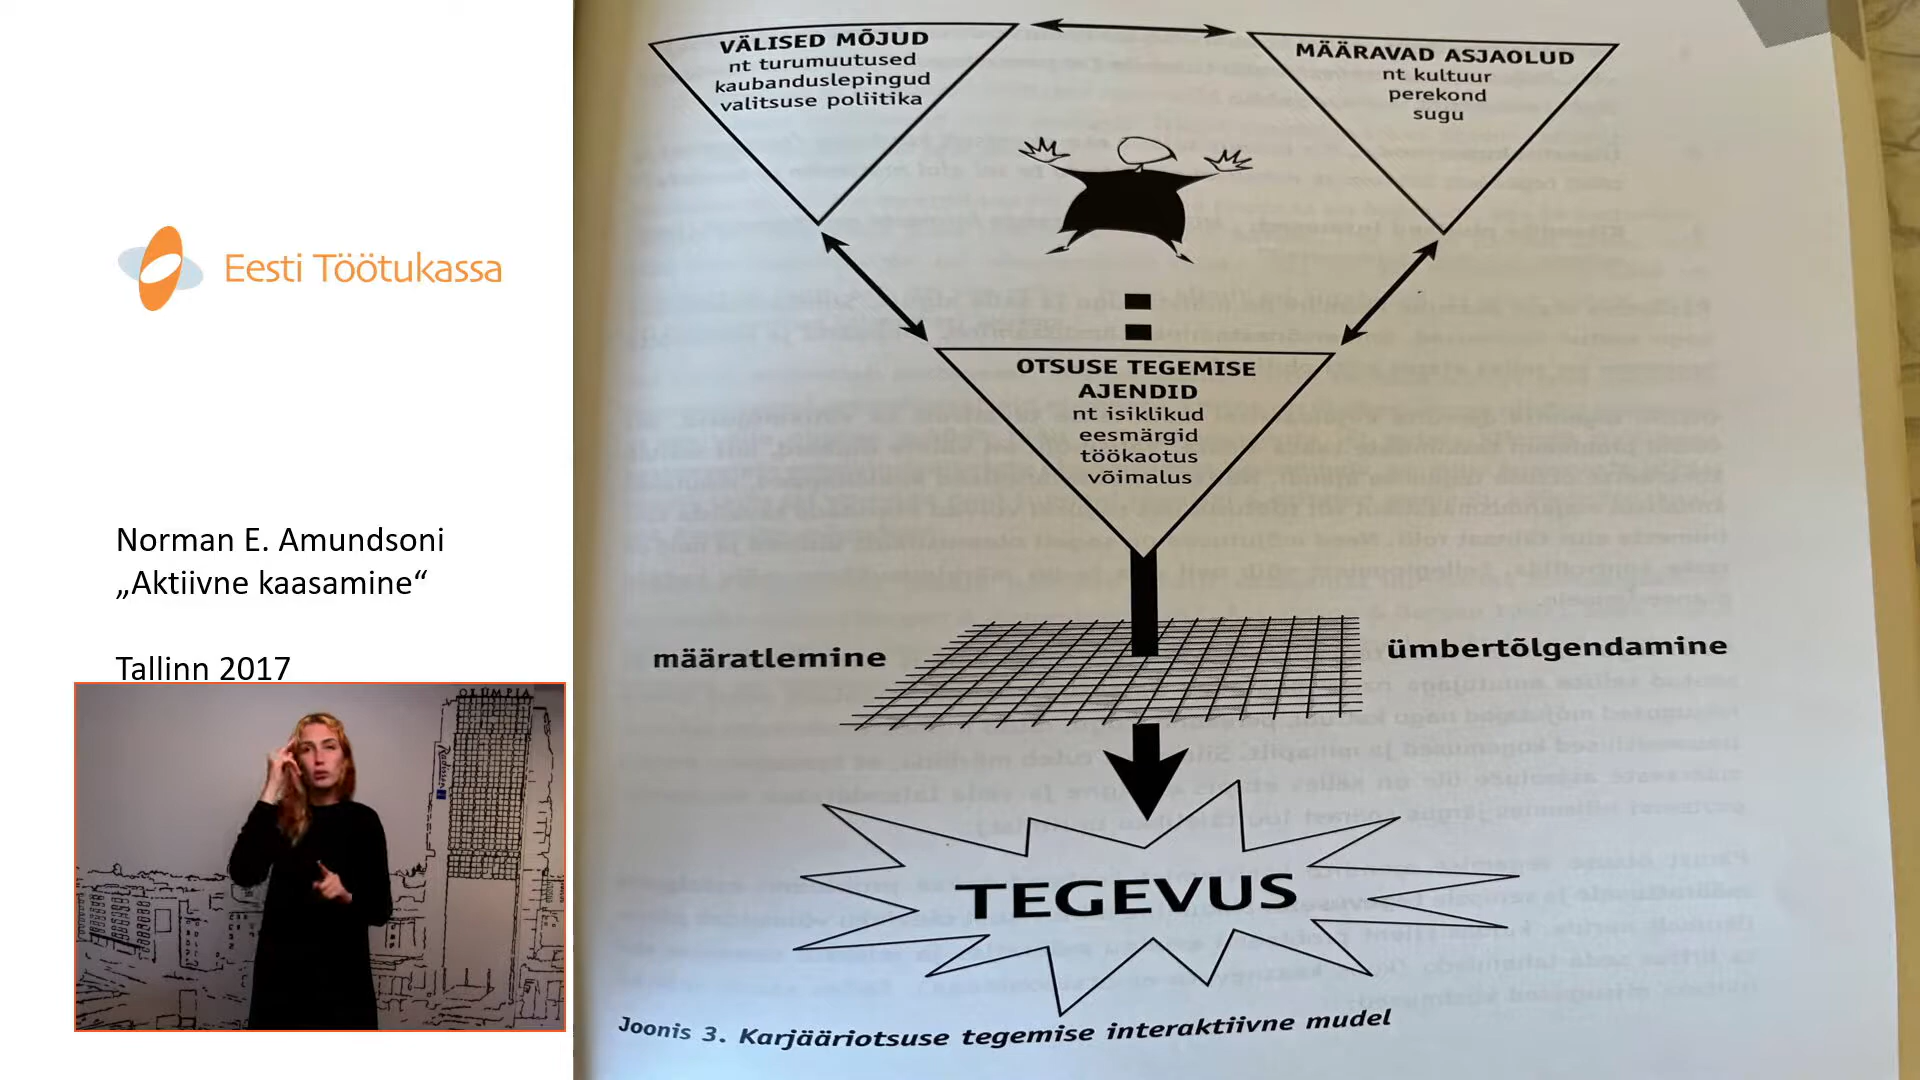 Eesti Töötukassa
Norman E. Amundsoni
„Aktiivne kaasamine“
Tallinn 2017
OLÜMPIA
Radisson
VÄLISED MÕJUD
nt turumuutused
kaubanduslepingud
valitsuse poliitika
MÄÄRAVAD ASJAOLUD
nt kultuur
perekond
sugu
OTSUSE TEGEMISE
AJENDID
nt isiklikud
eesmärgid
töökaotus
võimalus
määratlemine
ümbertõlgendamine
TEGEVUS
Joonis 3. Karjääriotsuse tegemise interaktiivne mudel